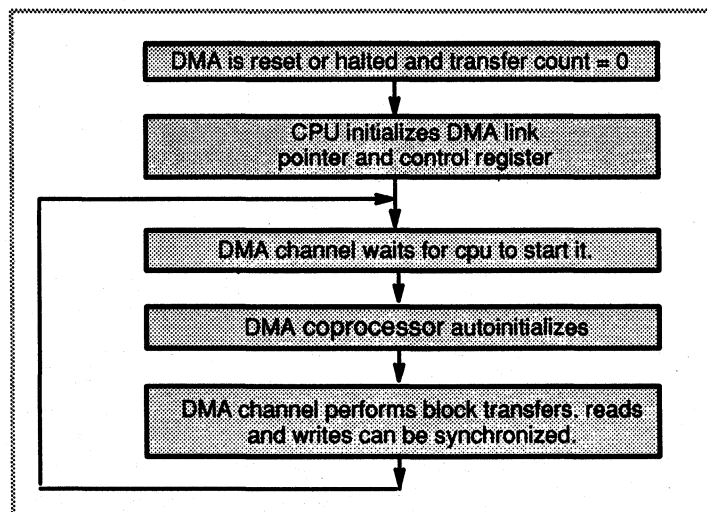 DMA is reset or halted and transfer count = 0
CPU initializes DMA link
pointer and control register
DMA channel waits for cpu to start it.
DMA coprocessor autoinitializes
DMA channel performs block transfers. reads
and writes can be synchronized.